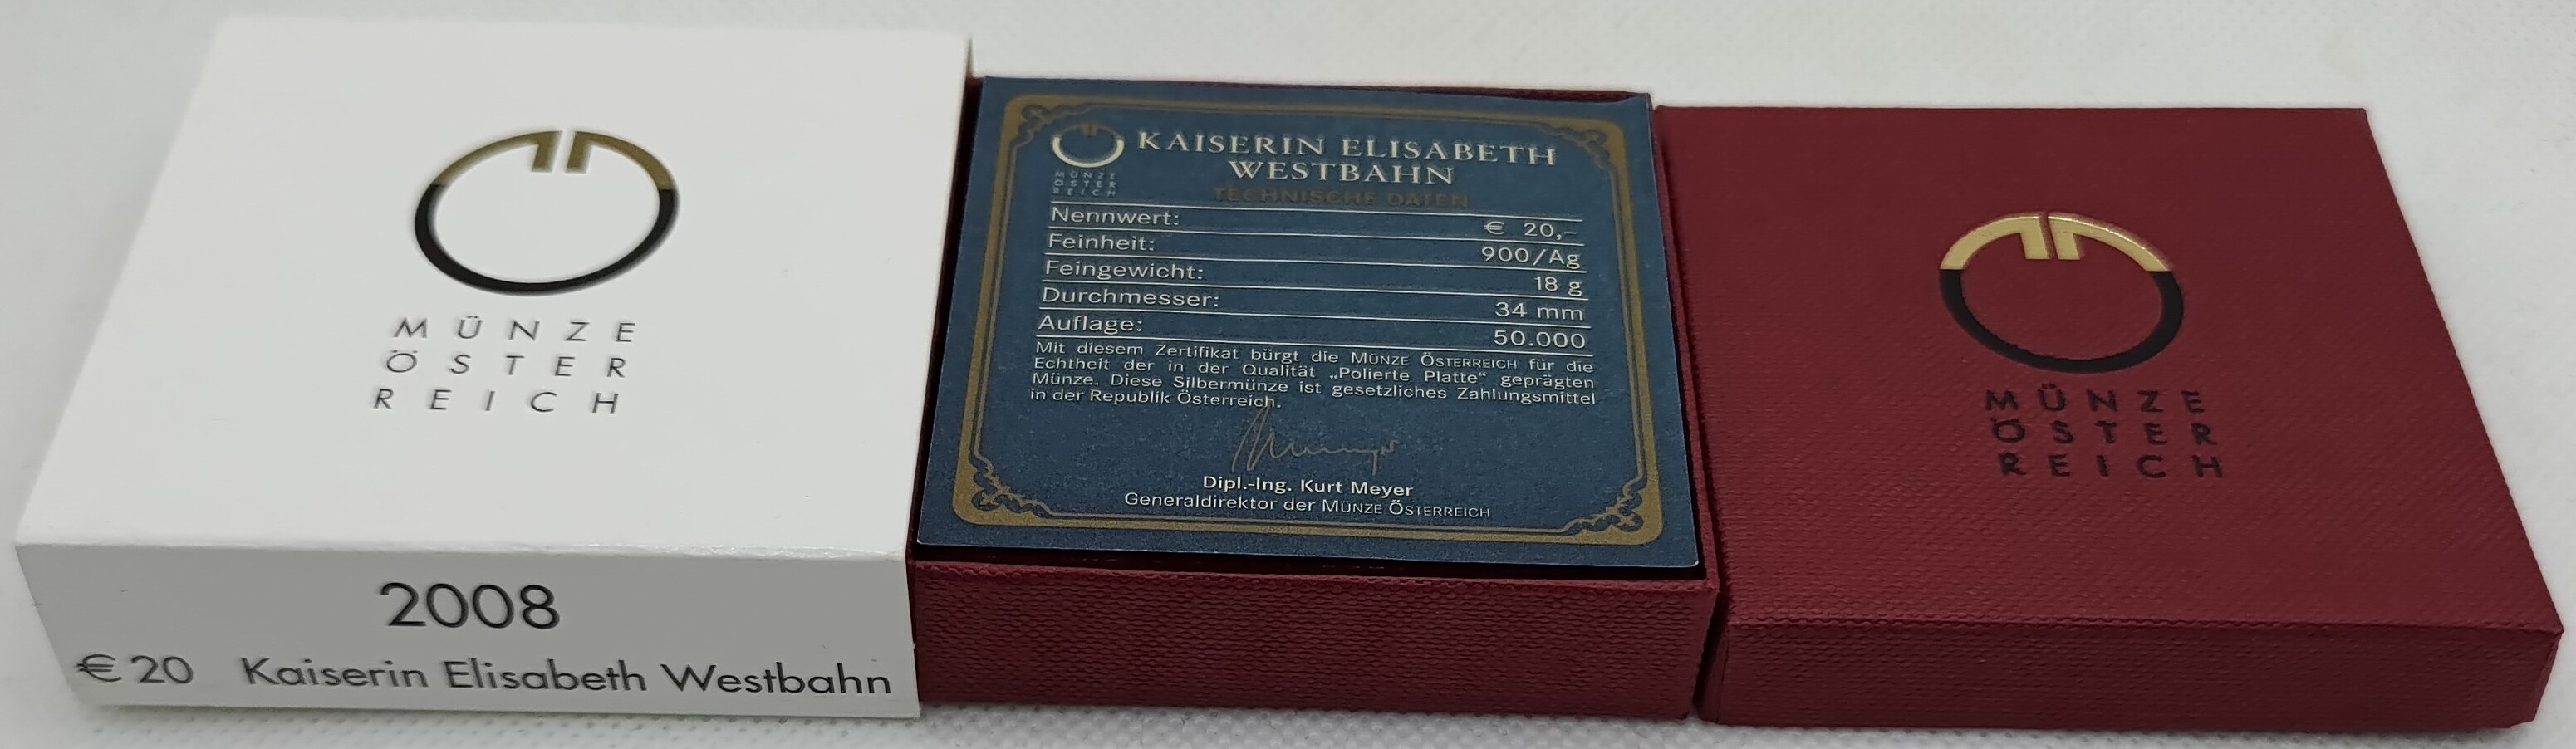 MÜNZE
ÖSTER
REICH
2008
€ 20 Kaiserin Elisabeth Westbahn
MÜNZE
ÖSTER
REICH
KAISERIN ELISABETH
WESTBAHN
TECHNISCHE DATEN
Nennwert: € 20,–
Feinheit: 900/Ag
Feingewicht: 18 g
Durchmesser: 34 mm
Auflage: 50.000
Mit diesem Zertifikat bürgt die MÜNZE ÖSTERREICH für die
Echtheit der in der Qualität „Polierte Platte“ geprägten
Münze. Diese Silbermünze ist gesetzliches Zahlungsmittel
in der Republik Österreich.
Dipl.-Ing. Kurt Meyer
Generaldirektor der MÜNZE ÖSTERREICH
MÜNZE
ÖSTER
REICH